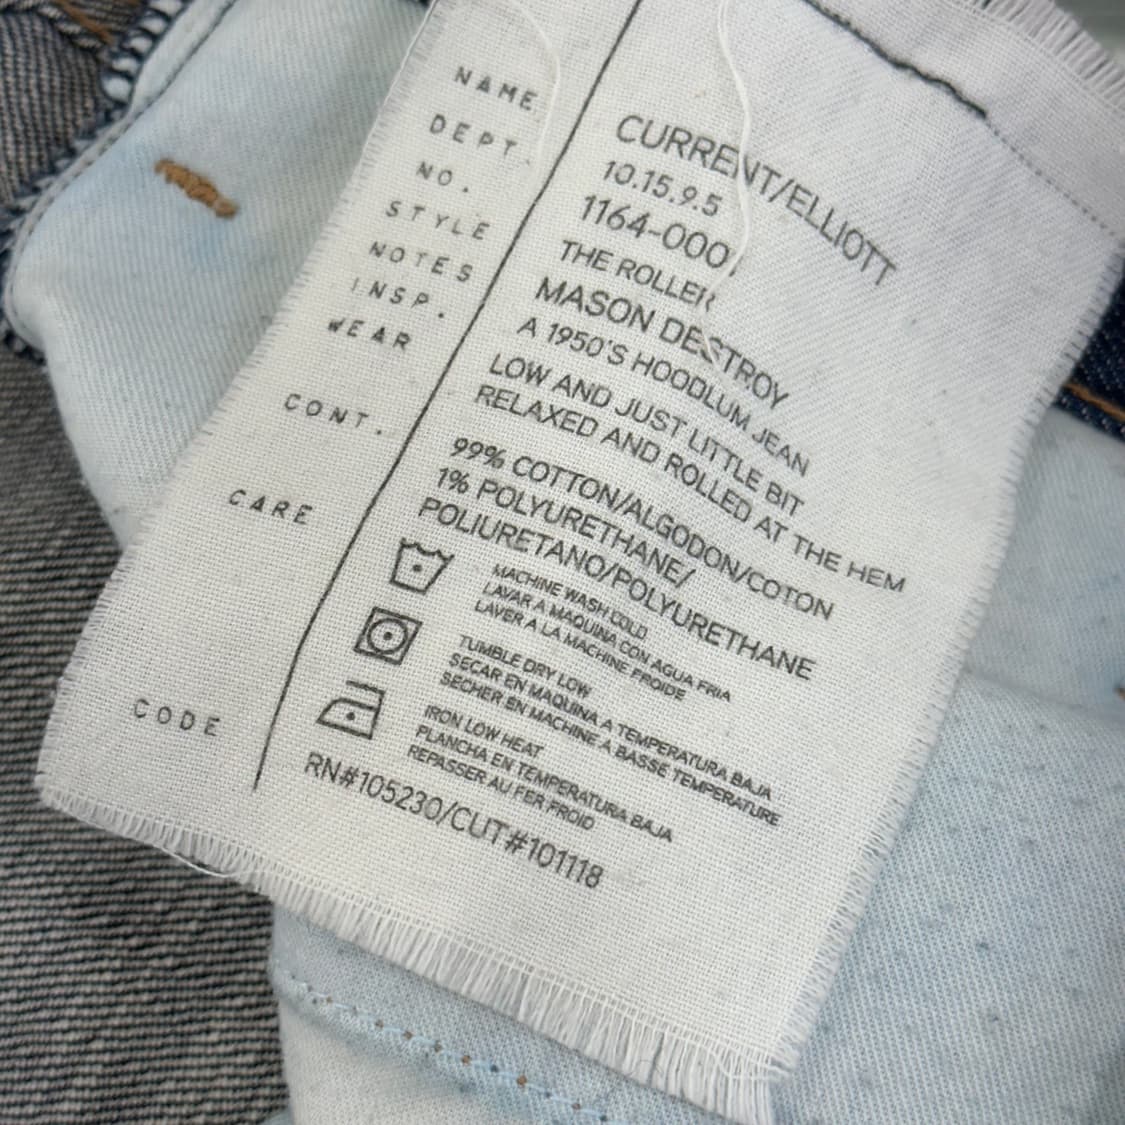 NAME
DEPT.
NO.
STYLE
NOTES
INSP.
WEAR
CONT.
CARE
CODE
CURRENT/ELLIOTT
10.15.9.5
1164-000
THE ROLLER
MASON DESTROY
A 1950'S HOODLUM JEAN
LOW AND JUST LITTLE BIT
RELAXED AND ROLLED AT THE HEM
99% COTTON/ALGODON/COTON
1% POLYURETHANE/
POLIURETANO/POLYURETHANE
MACHINE WASH COLD
LAVAR A MAQUINA CON AGUA FRIA
LAVER A LA MACHINE FROIDE
TUMBLE DRY LOW
SECAR EN MAQUINA A TEMPERATURA BAJA
SECHER EN MACHINE A BASSE TEMPERATURE
IRON LOW HEAT
PLANCHA EN TEMPERATURA BAJA
REPASSER AU FER FROID
RN#105230/CUT#101118